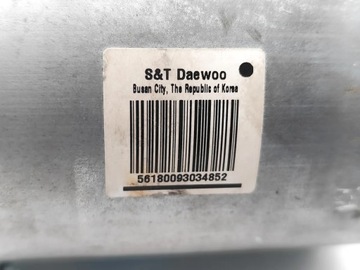 S&T Daewoo
Busan City, The Republic of Korea
56180093034852